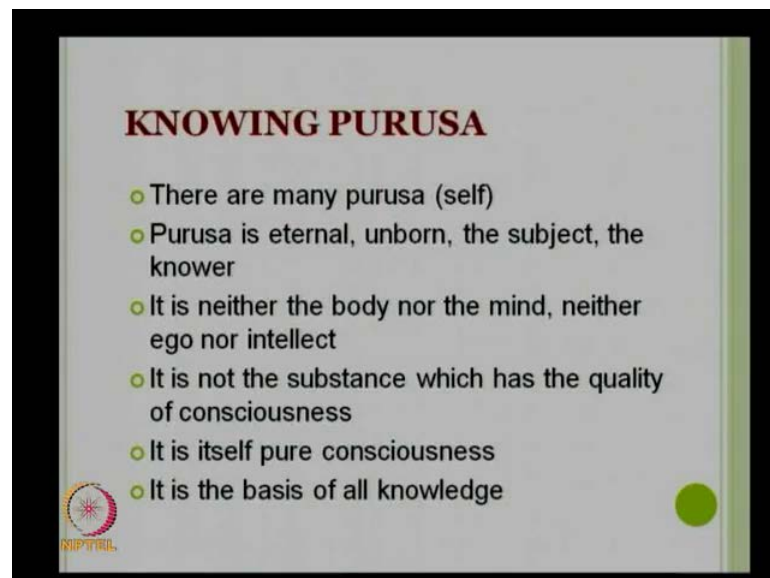 KNOWING PURUSA
There are many purusa (self)
Purusa is eternal, unborn, the subject, the
knower
It is neither the body nor the mind, neither
ego nor intellect
It is not the substance which has the quality
of consciousness
It is itself pure consciousness
It is the basis of all knowledge
NPTEL